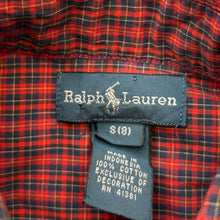 Ralph Lauren
S(8)
MADE IN
INDONESIA
100% COTTON
EXCLUSIVE OF
DECORATION
RN 41381